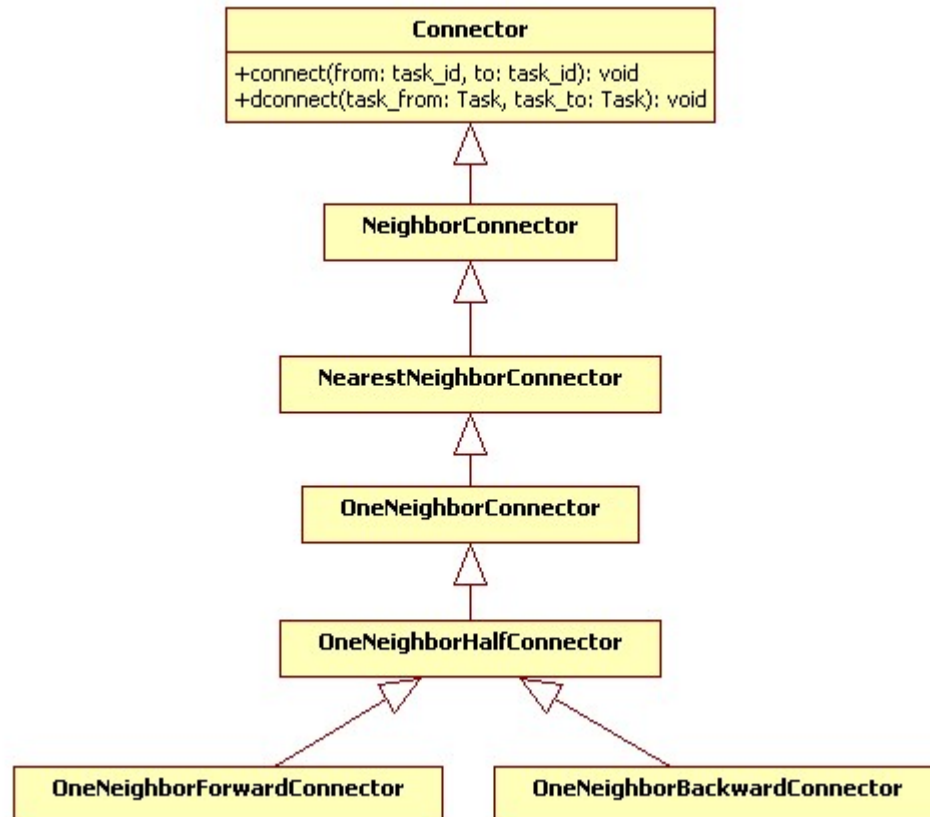 Connector
+connect(from: task_id, to: task_id): void
+dconnect(task_from: Task, task_to: Task): void
NeighborConnector
NearestNeighborConnector
OneNeighborConnector
OneNeighborHalfConnector
OneNeighborForwardConnector
OneNeighborBackwardConnector